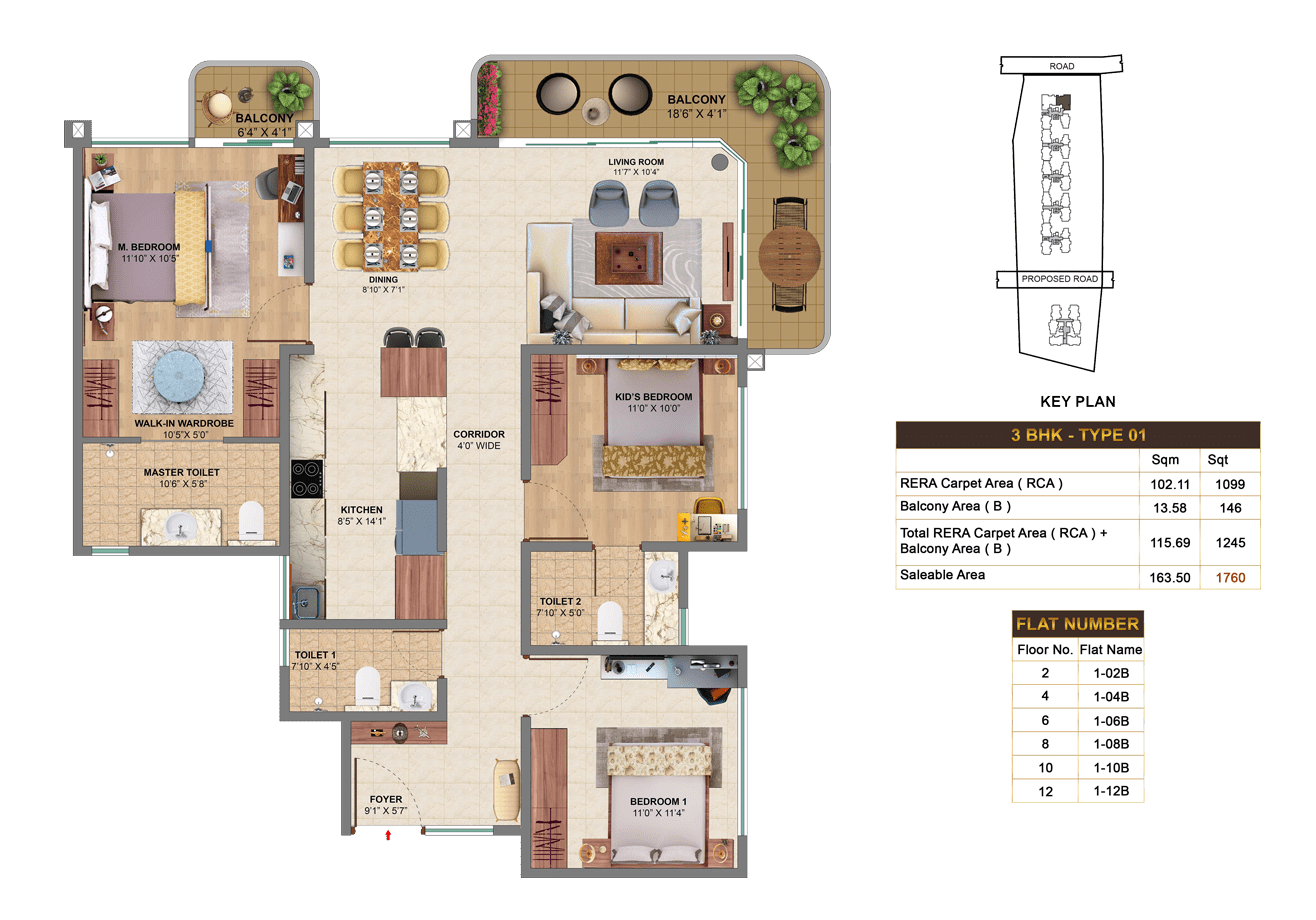 BALCONY
6'4" X 4'1"
BALCONY
18'6" X 4'1"
LIVING ROOM
11'7" X 10'4"
M. BEDROOM
11'10" X 10'5"
DINING
8'10" X 7'1"
WALK-IN WARDROBE
10'5"X 5'0"
MASTER TOILET
10'6" X 5'8"
CORRIDOR
4'0" WIDE
KID'S BEDROOM
11'0" X 10'0"
KITCHEN
8'5" X 14'1"
TOILET 2
7'10" X 5'0"
TOILET 1
7'10" X 4'5"
FOYER
9'1" X 5'7"
BEDROOM 1
11'0" X 11'4"
ROAD
PROPOSED ROAD
KEY PLAN
3 BHK - TYPE 01
Sqm Sqt
RERA Carpet Area ( RCA ) 102.11 1099
Balcony Area ( B ) 13.58 146
Total RERA Carpet Area ( RCA ) +
Balcony Area ( B ) 115.69 1245
Saleable Area 163.50 1760
FLAT NUMBER
Floor No. Flat Name
2 1-02B
4 1-04B
6 1-06B
8 1-08B
10 1-10B
12 1-12B